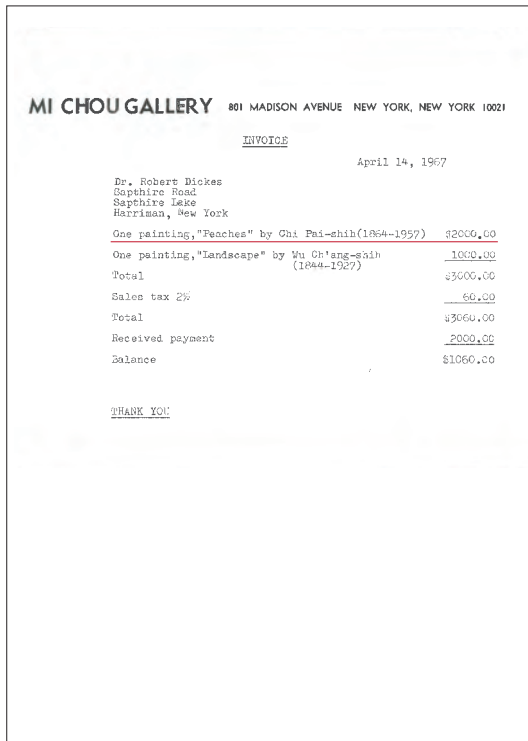 MI CHOU GALLERY 801 MADISON AVENUE NEW YORK, NEW YORK 10021
INVOICE
April 14, 1967
Dr. Robert Dickes
Sapthire Road
Sapthire Lake
Harriman, New York
One painting,"Peaches" by Chi Pai-shih(1864-1957) $2000.00
One painting,"Landscape" by Wu Ch'ang-shih 1000.00
(1844-1927)
Total $3000.00
Sales tax 2% 60.00
Total $3060.00
Received payment 2000.00
Balance $1060.00
THANK YOU